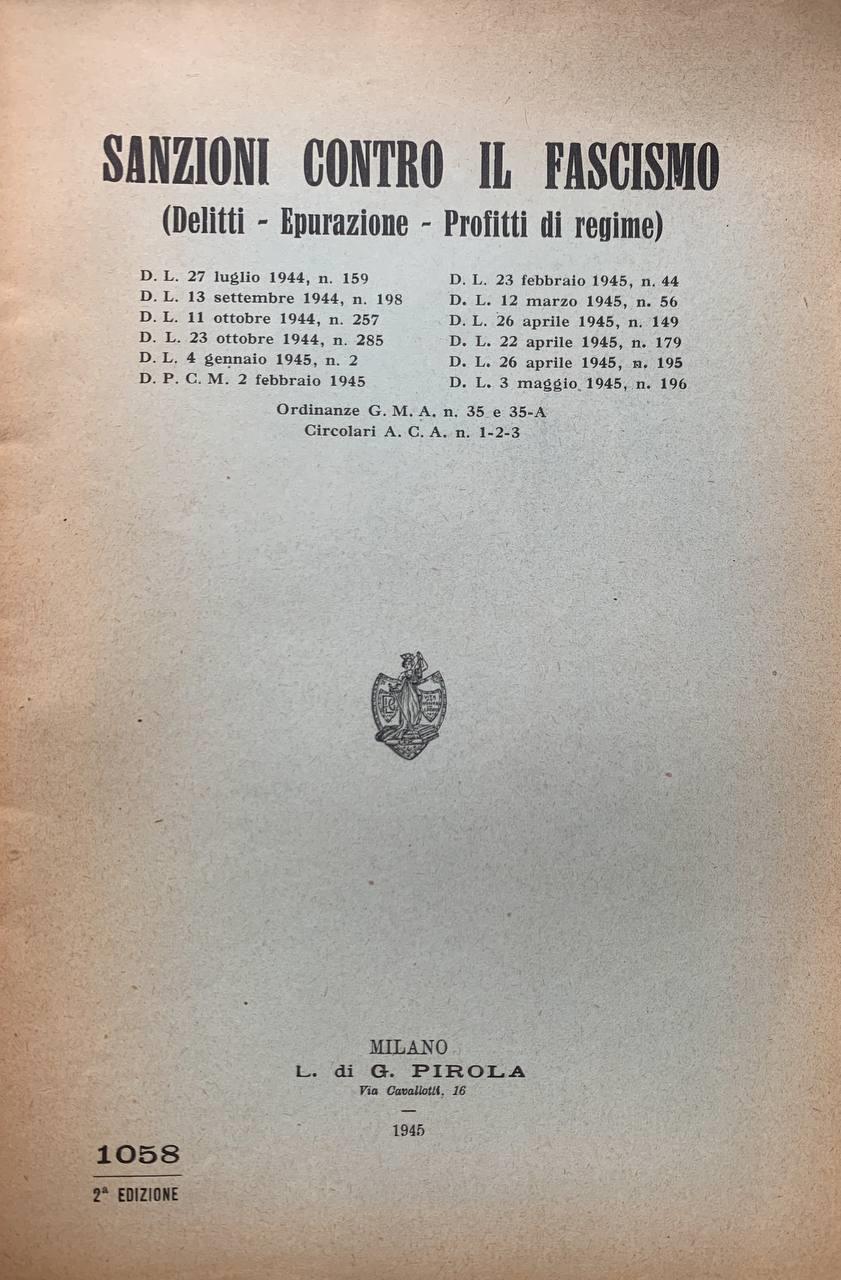 SANZIONI CONTRO IL FASCISMO
(Delitti - Epurazione - Profitti di regime)
D. L. 27 luglio 1944, n. 159
D. L. 13 settembre 1944, n. 198
D. L. 11 ottobre 1944, n. 257
D. L. 23 ottobre 1944, n. 285
D. L. 4 gennaio 1945, n. 2
D. P. C. M. 2 febbraio 1945
D. L. 23 febbraio 1945, n. 44
D. L. 12 marzo 1945, n. 56
D. L. 26 aprile 1945, n. 149
D. L. 22 aprile 1945, n. 179
D. L. 26 aprile 1945, n. 195
D. L. 3 maggio 1945, n. 196
Ordinanze G. M. A. n. 35 e 35-A
Circolari A. C. A. n. 1-2-3
MILANO
L. di G. PIROLA
Via Cavallotti, 16
1945
1058
2ª EDIZIONE